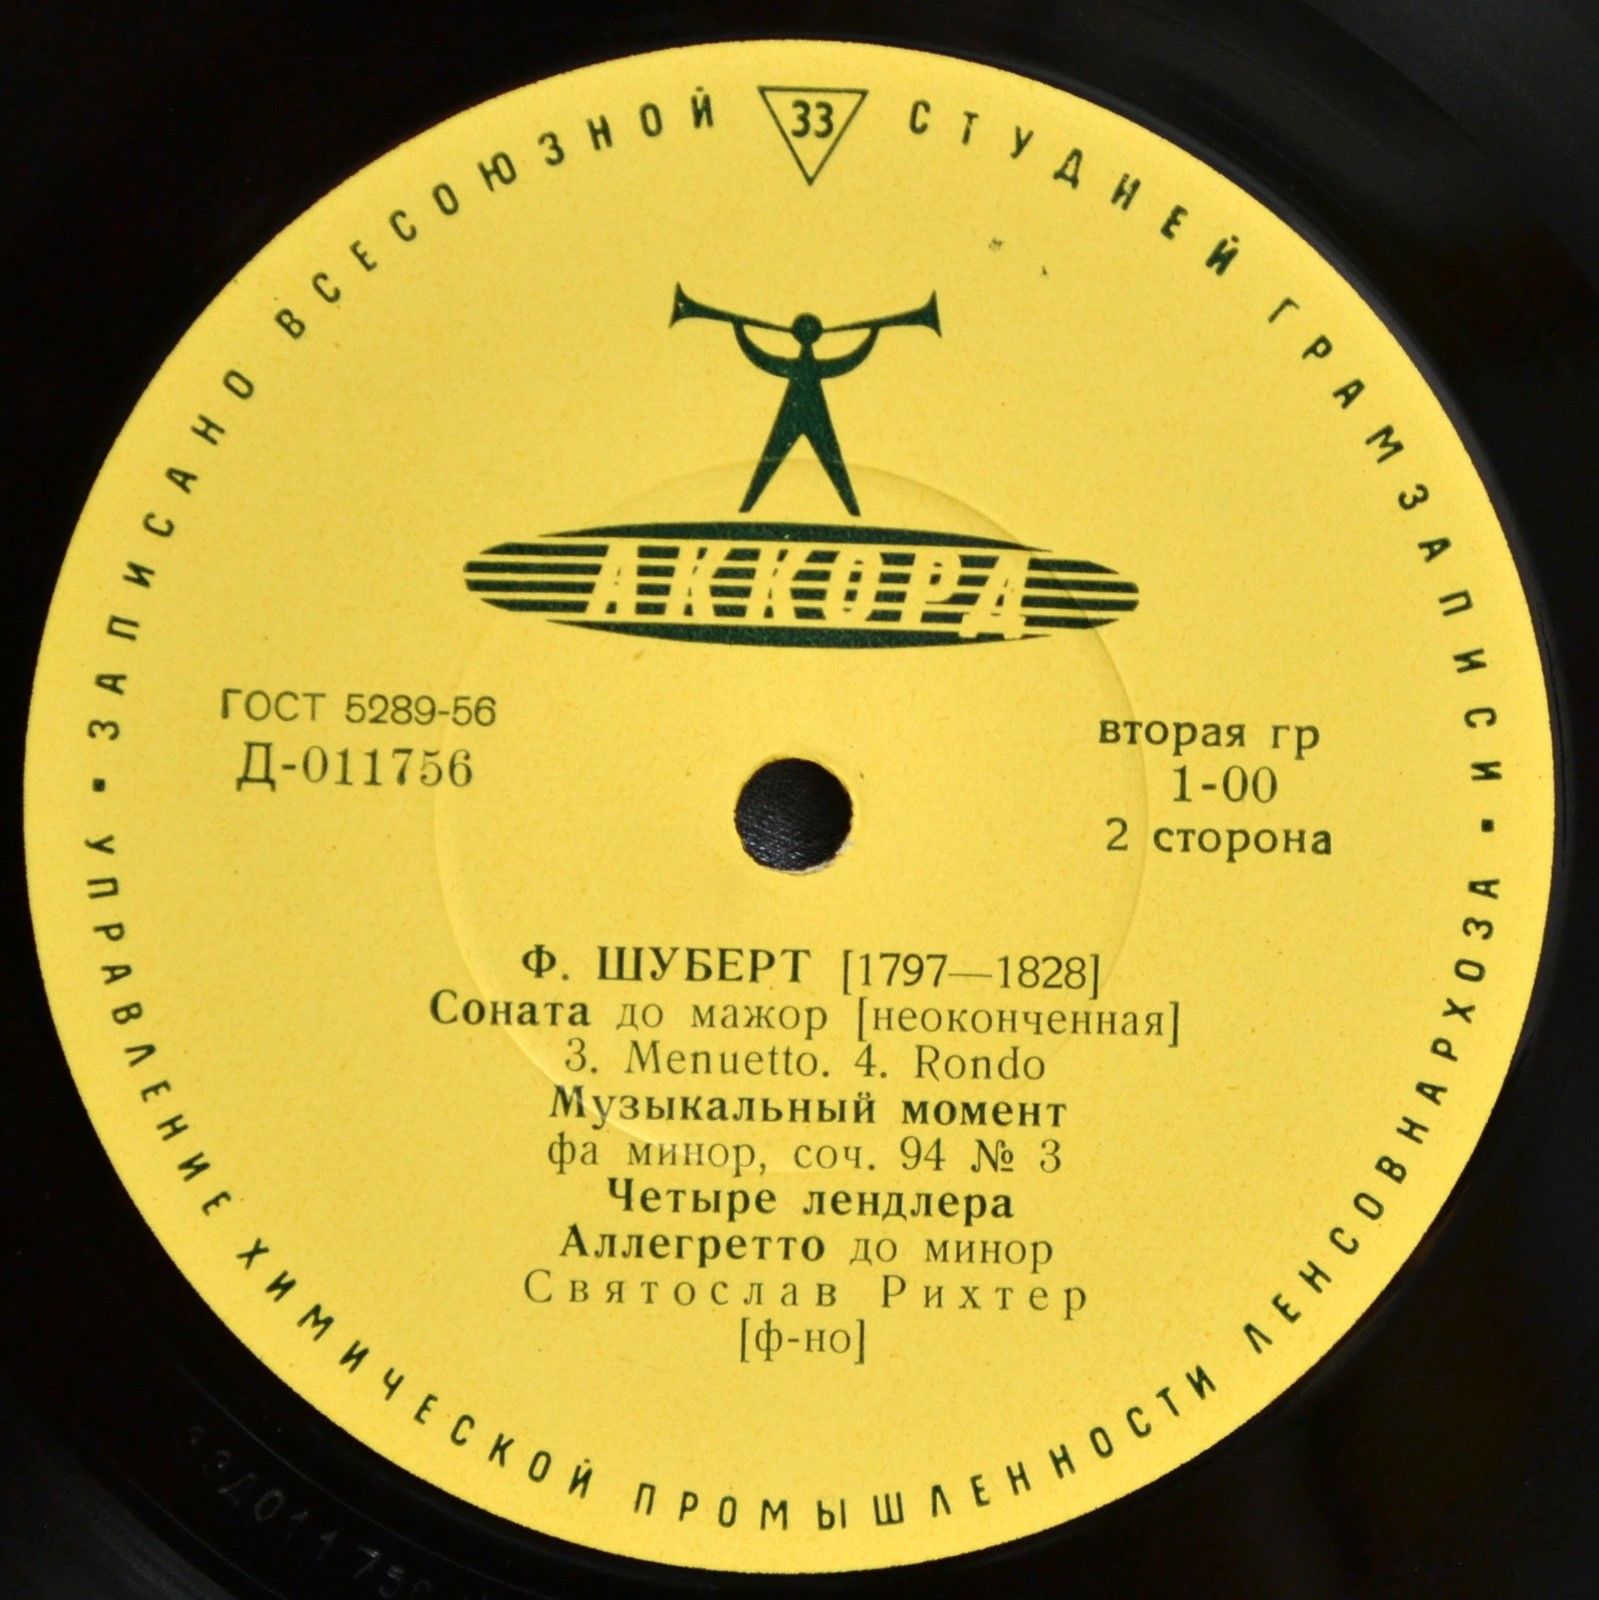 ЗАПИСАНО ВСЕСОЮЗНОЙ СТУДИЕЙ ГРАМЗАПИСИ
33
АККОРД
ГОСТ 5289-56
Д-011756
вторая гр
1-00
2 сторона
Ф. ШУБЕРТ [1797—1828]
Соната до мажор [неоконченная]
3. Menuetto. 4. Rondo
Музыкальный момент
фа минор, соч. 94 № 3
Четыре лендлера
Аллегретто до минор
Святослав Рихтер
[ф-но]
УПРАВЛЕНИЕ ХИМИЧЕСКОЙ ПРОМЫШЛЕННОСТИ ЛЕНСОВНАРХОЗА